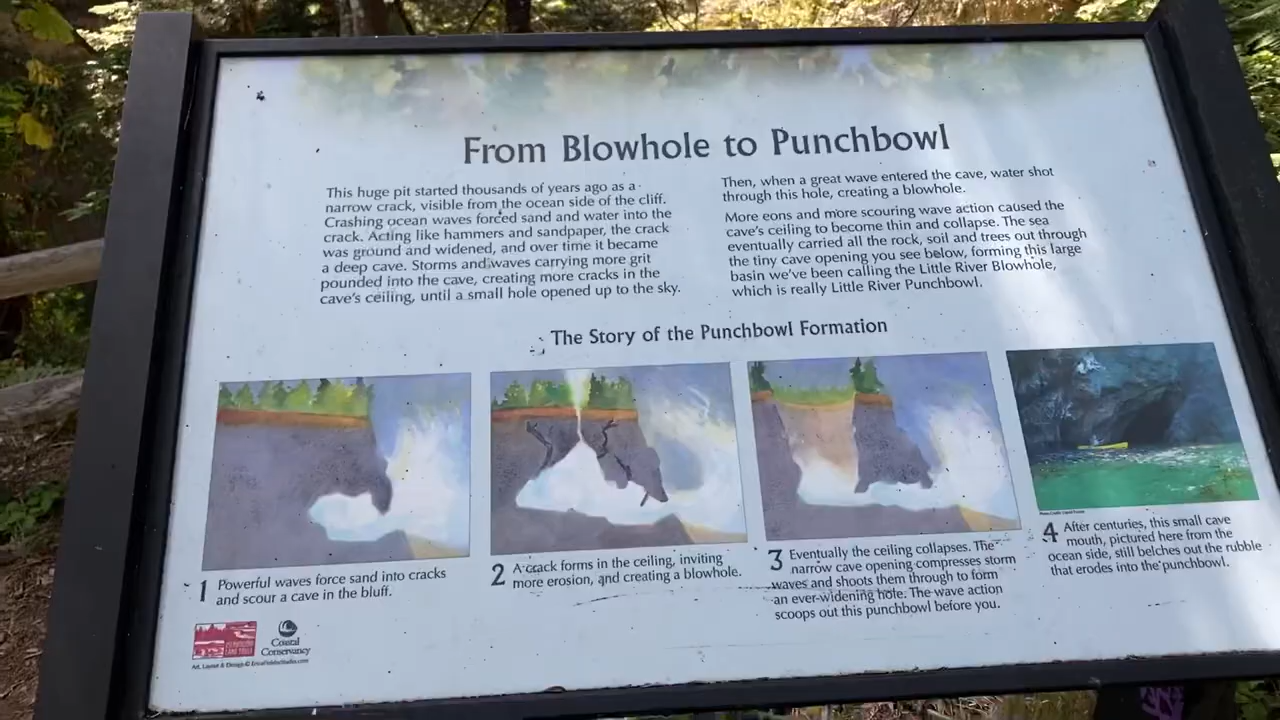 From Blowhole to Punchbowl
This huge pit started thousands of years ago as a
narrow crack, visible from the ocean side of the cliff.
Crashing ocean waves forced sand and water into the
crack. Acting like hammers and sandpaper, the crack
was ground and widened, and over time it became
a deep cave. Storms and waves carrying more grit
pounded into the cave, creating more cracks in the
cave's ceiling, until a small hole opened up to the sky.
Then, when a great wave entered the cave, water shot
through this hole, creating a blowhole.
More eons and more scouring wave action caused the
cave's ceiling to become thin and collapse. The sea
eventually carried all the rock, soil and trees out through
the tiny cave opening you see below, forming this large
basin we've been calling the Little River Blowhole,
which is really Little River Punchbowl.
The Story of the Punchbowl Formation
1 Powerful waves force sand into cracks
and scour a cave in the bluff.
2 A crack forms in the ceiling, inviting
more erosion, and creating a blowhole.
3 Eventually the ceiling collapses. The
narrow cave opening compresses storm
waves and shoots them through to form
an ever-widening hole. The wave action
scoops out this punchbowl before you.
4 After centuries, this small cave
mouth, pictured here from the
ocean side, still belches out the rubble
that erodes into the punchbowl.
Coastal
Conservancy
Art, Layout & Design ©